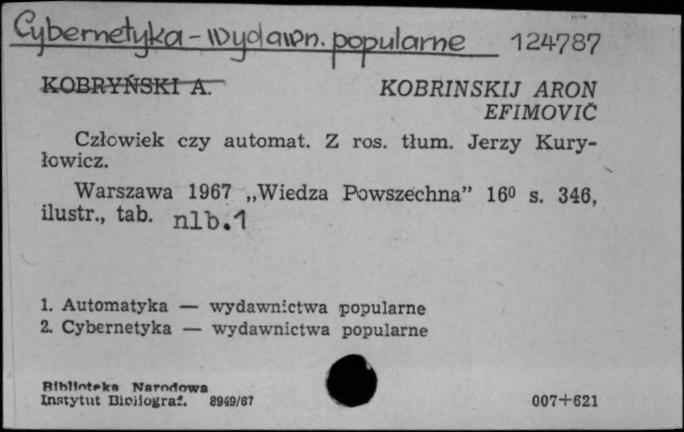 Cybernetyka - wydawn. popularne 124787
KOBRYŃSKI A. KOBRINSKIJ ARON
EFIMOVIČ
Człowiek czy automat. Z ros. tłum. Jerzy Kury-
łowicz.
Warszawa 1967 „Wiedza Powszechna” 16⁰ s. 346,
ilustr., tab. nlb.1
1. Automatyka — wydawnictwa popularne
2. Cybernetyka — wydawnictwa popularne
Biblioteka Narodowa
Instytut Bibliograf. 8949/67 007+621